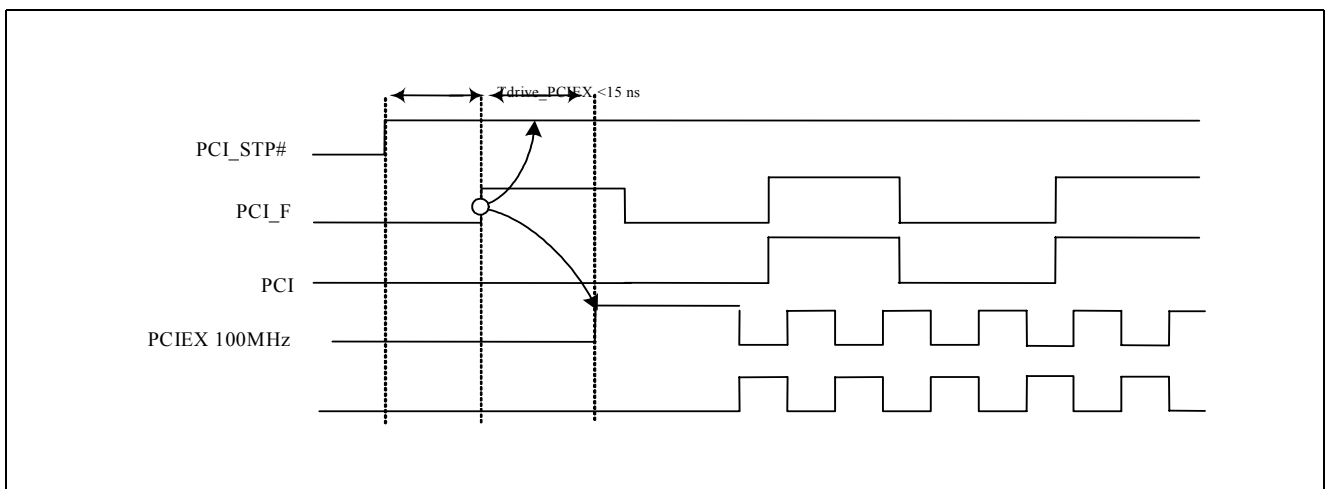 Tdrive_PCIEX <15 ns
PCI_STP#
PCI_F
PCI
PCIEX 100MHz